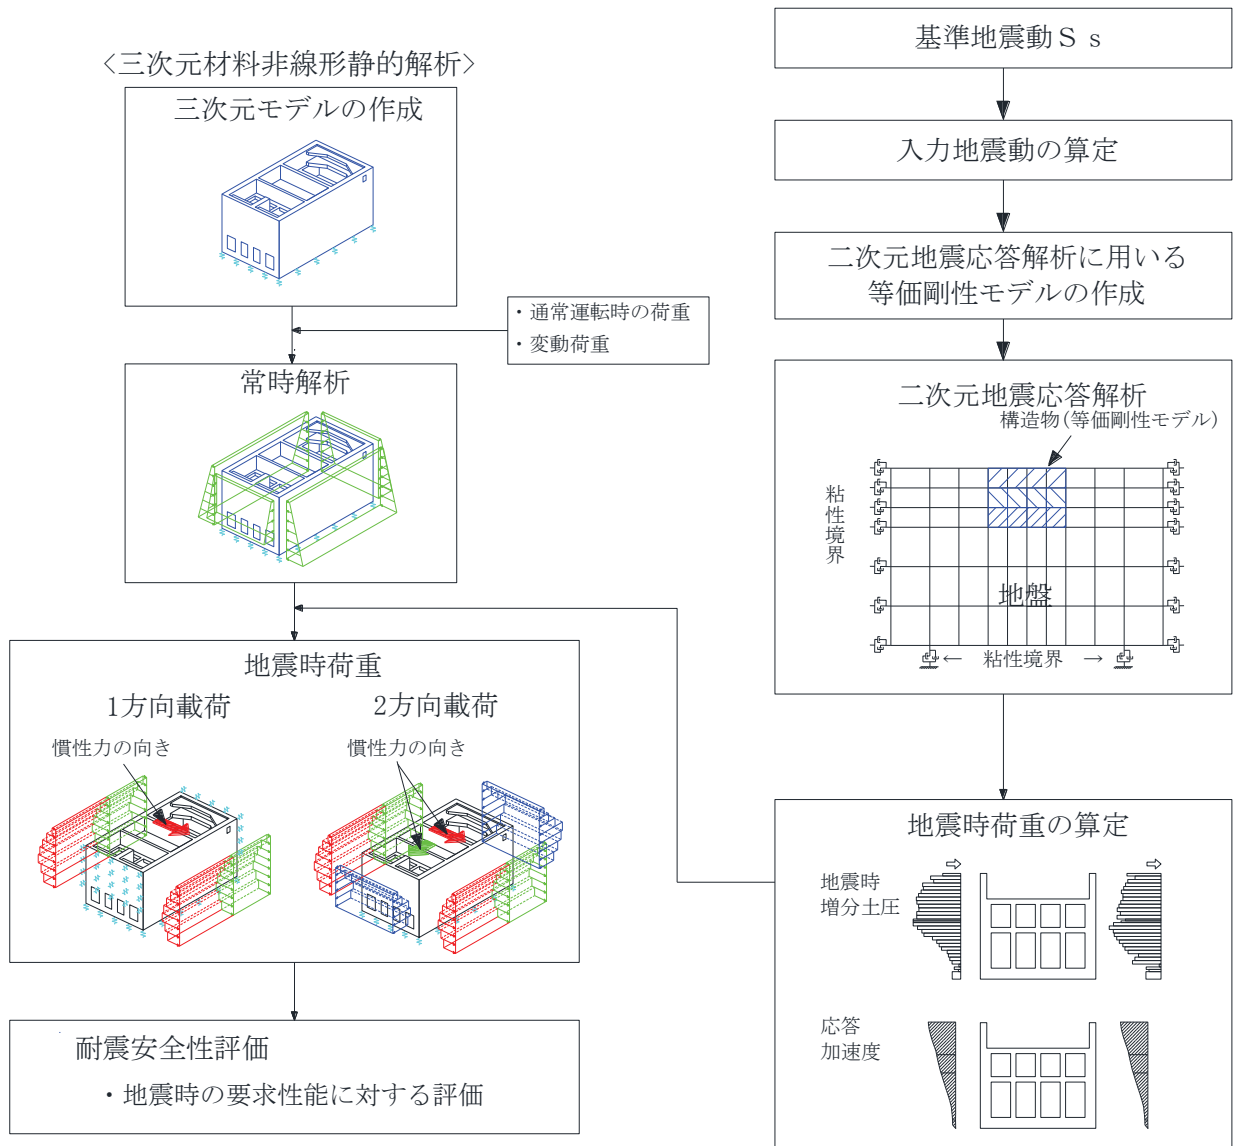 <三次元材料非線形静的解析>
三次元モデルの作成
・通常運転時の荷重
・変動荷重
常時解析
地震時荷重
1方向載荷
2方向載荷
慣性力の向き
慣性力の向き
耐震安全性評価
・地震時の要求性能に対する評価
基準地震動Ｓｓ
入力地震動の算定
二次元地震応答解析に用いる
等価剛性モデルの作成
二次元地震応答解析
構造物(等価剛性モデル)
粘性境界
地盤
← 粘性境界 →
地震時荷重の算定
地震時
増分土圧
応答
加速度